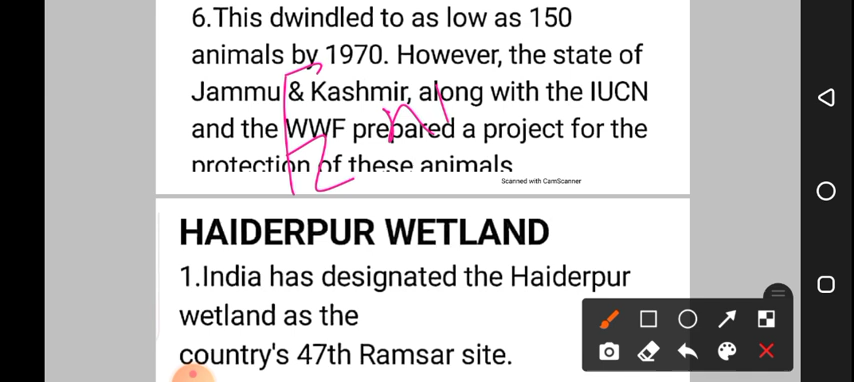 6.This dwindled to as low as 150
animals by 1970. However, the state of
Jammu & Kashmir, along with the IUCN
and the WWF prepared a project for the
protection of these animals
Scanned with CamScanner
HAIDERPUR WETLAND
1.India has designated the Haiderpur
wetland as the
country's 47th Ramsar site.